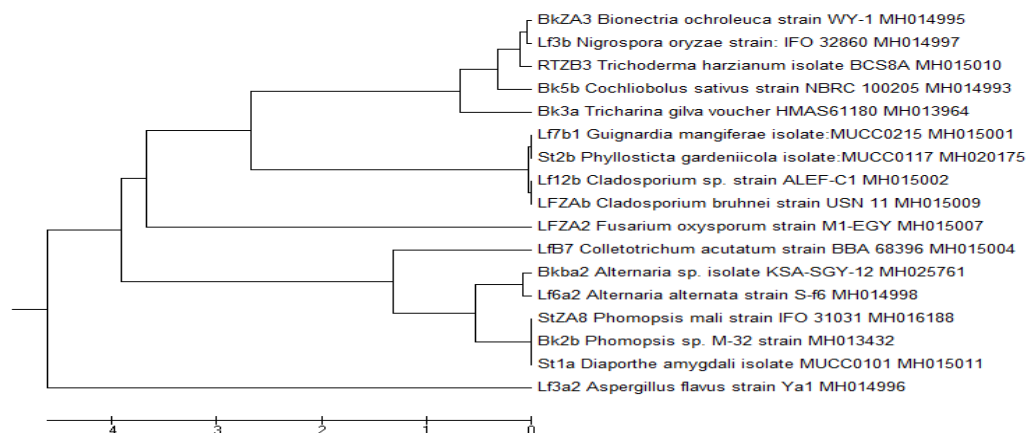 BkZA3 Bionectria ochroleuca strain WY-1 MH014995
Lf3b Nigrospora oryzae strain: IFO 32860 MH014997
RTZB3 Trichoderma harzianum isolate BCS8A MH015010
Bk5b Cochliobolus sativus strain NBRC 100205 MH014993
Bk3a Tricharina gilva voucher HMAS61180 MH013964
Lf7b1 Guignardia mangiferae isolate:MUCC0215 MH015001
St2b Phyllosticta gardeniicola isolate:MUCC0117 MH020175
Lf12b Cladosporium sp. strain ALEF-C1 MH015002
LFZAb Cladosporium bruhnei strain USN 11 MH015009
LFZA2 Fusarium oxysporum strain M1-EGY MH015007
LfB7 Colletotrichum acutatum strain BBA 68396 MH015004
Bkba2 Alternaria sp. isolate KSA-SGY-12 MH025761
Lf6a2 Alternaria alternata strain S-f6 MH014998
StZA8 Phomopsis mali strain IFO 31031 MH016188
Bk2b Phomopsis sp. M-32 strain MH013432
St1a Diaporthe amygdali isolate MUCC0101 MH015011
Lf3a2 Aspergillus flavus strain Ya1 MH014996
4 3 2 1 0